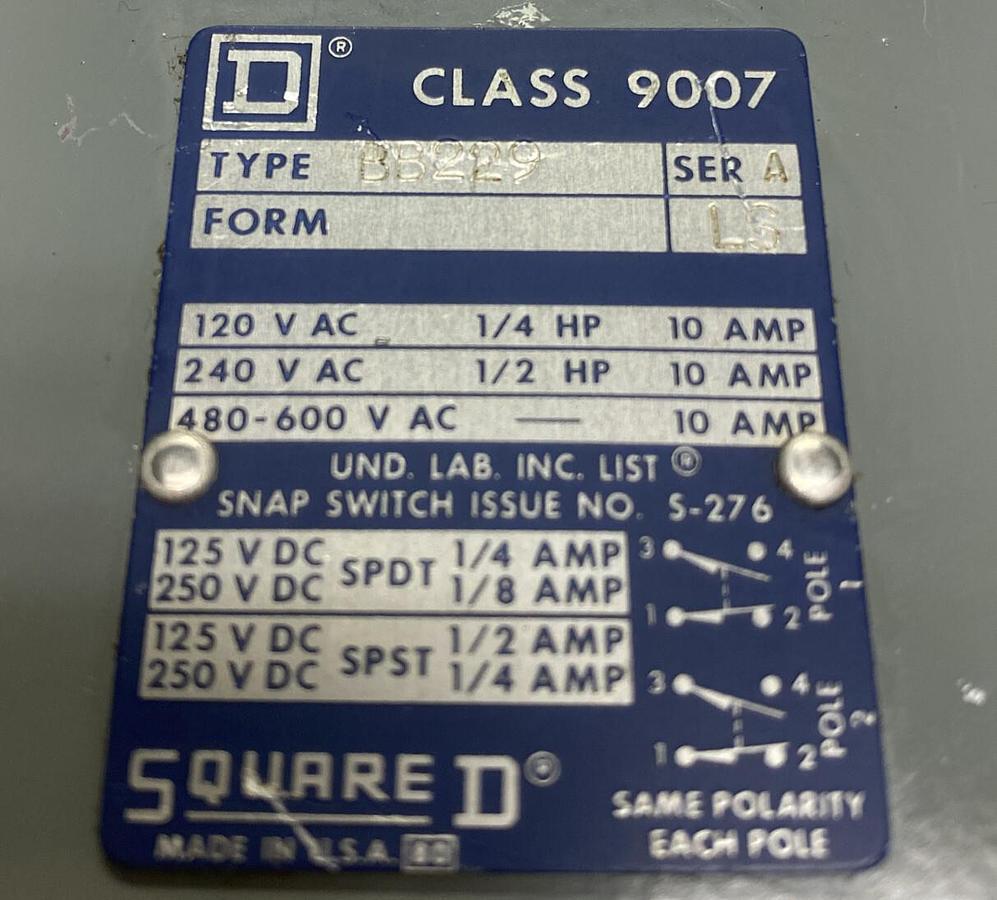 D ® CLASS 9007
TYPE BB229 SER A
FORM LS
120 V AC 1/4 HP 10 AMP
240 V AC 1/2 HP 10 AMP
480-600 V AC — 10 AMP
UND. LAB. INC. LIST ®
SNAP SWITCH ISSUE NO. S-276
125 V DC SPDT 1/4 AMP
250 V DC 1/8 AMP
125 V DC SPST 1/2 AMP
250 V DC 1/4 AMP
3 4
1 2
POLE 1
3 4
1 2
POLE 2
SQUARE D ®
MADE IN U.S.A.
SAME POLARITY
EACH POLE